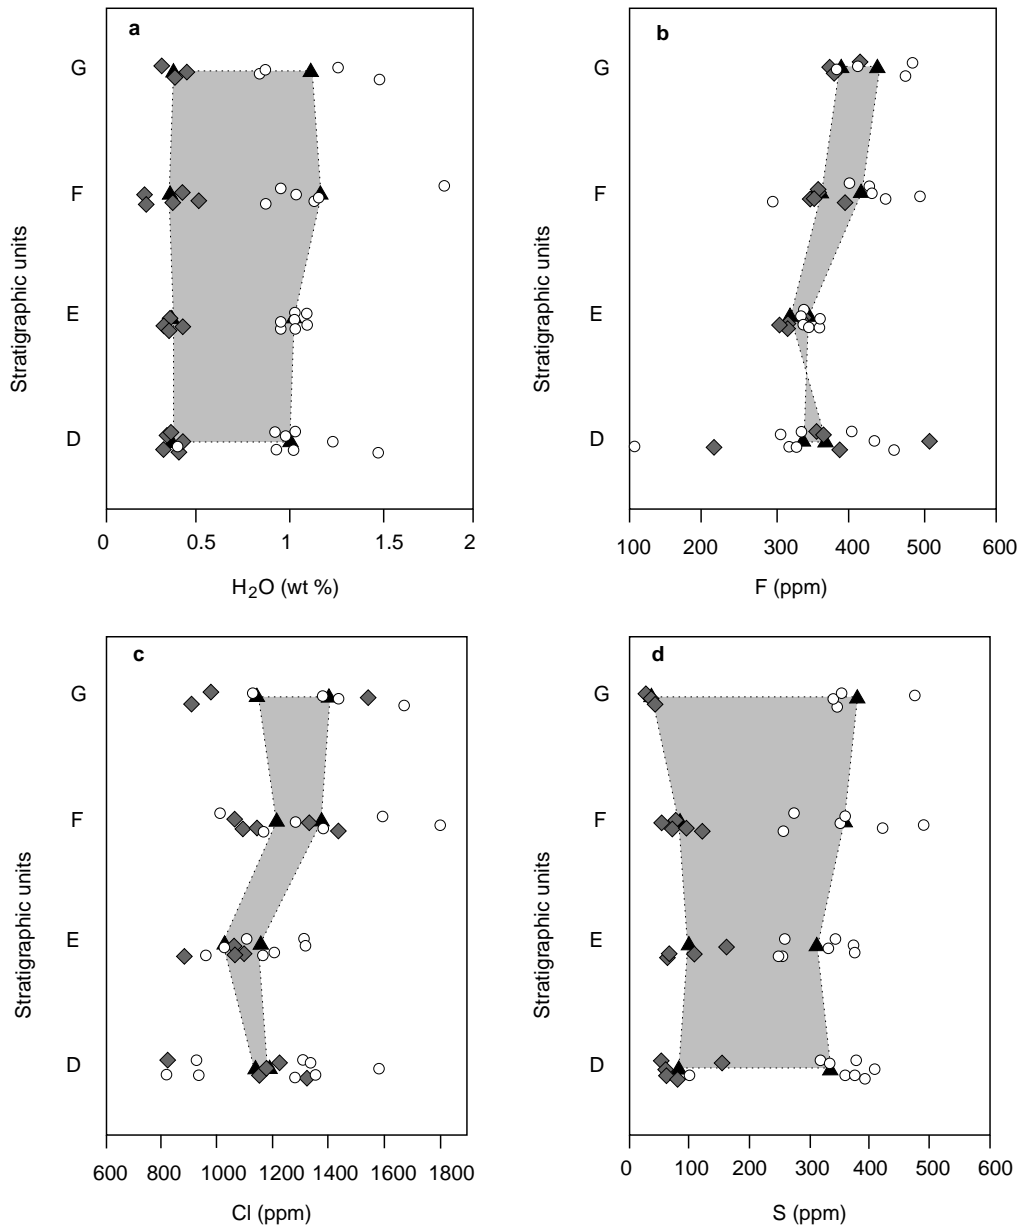 a
G
F
E
D
Stratigraphic units
0 0.5 1 1.5 2
H₂O (wt %)
b
G
F
E
D
Stratigraphic units
100 200 300 400 500 600
F (ppm)
c
G
F
E
D
Stratigraphic units
600 800 1000 1200 1400 1600 1800
Cl (ppm)
d
G
F
E
D
Stratigraphic units
0 100 200 300 400 500 600
S (ppm)